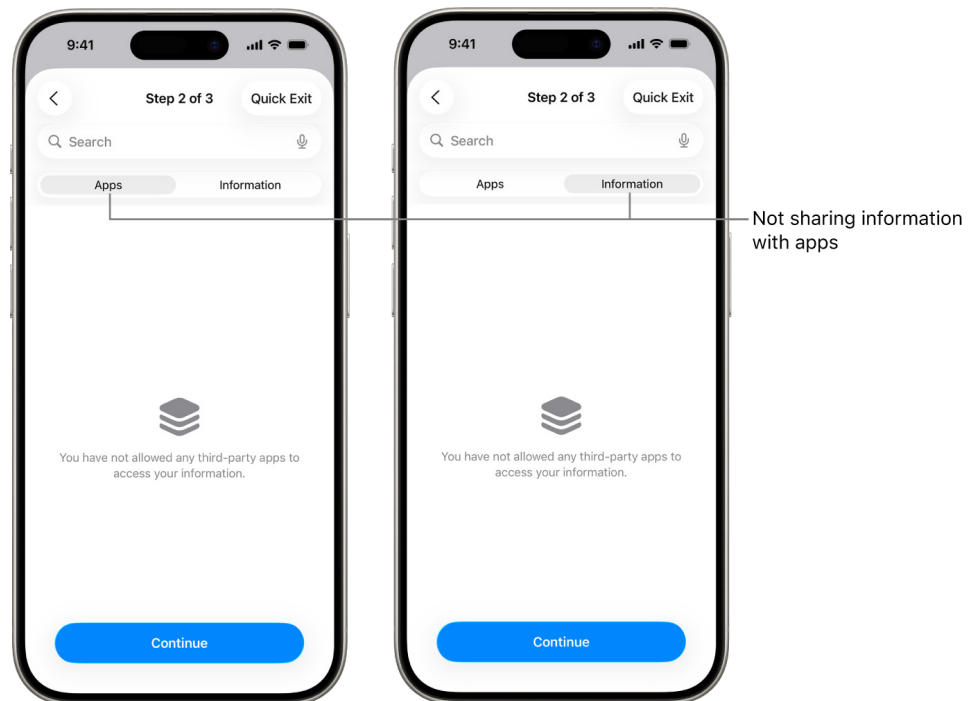 9:41
Step 2 of 3
Quick Exit
Search
Apps
Information
You have not allowed any third-party apps to
access your information.
Continue
9:41
Step 2 of 3
Quick Exit
Search
Apps
Information
You have not allowed any third-party apps to
access your information.
Continue
Not sharing information
with apps